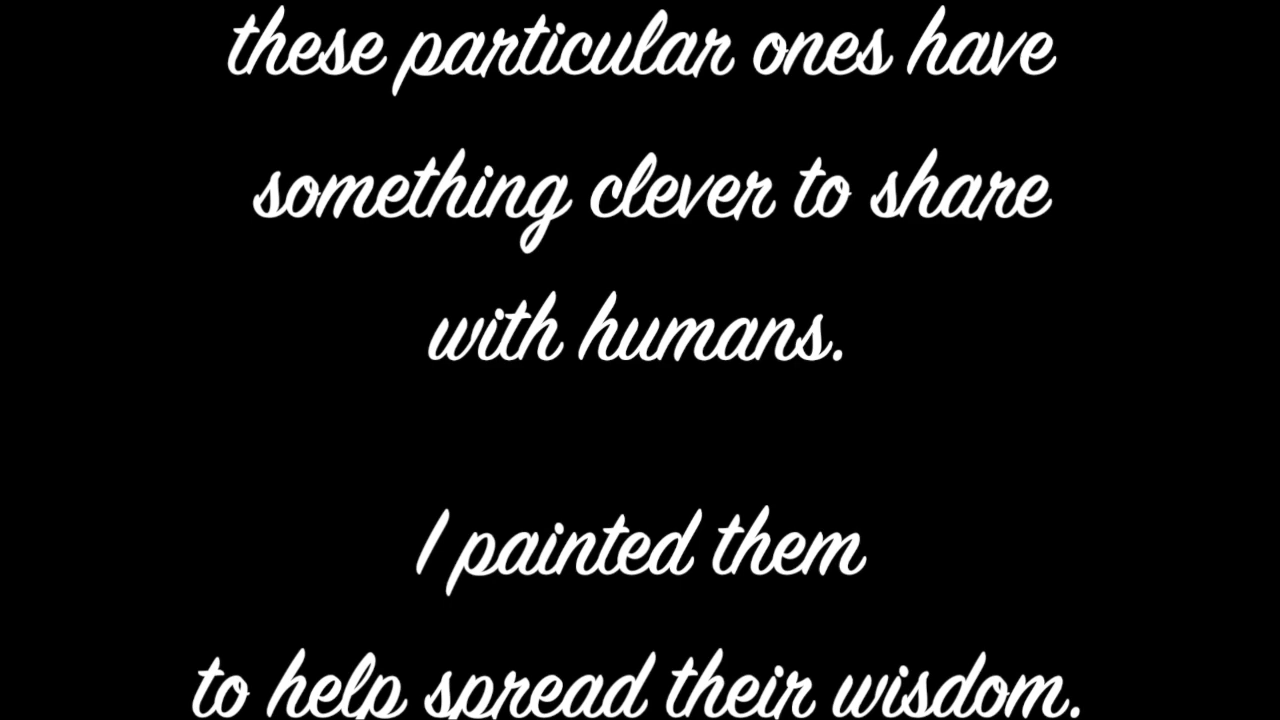 these particular ones have
something clever to share
with humans.
I painted them
to help spread their wisdom.